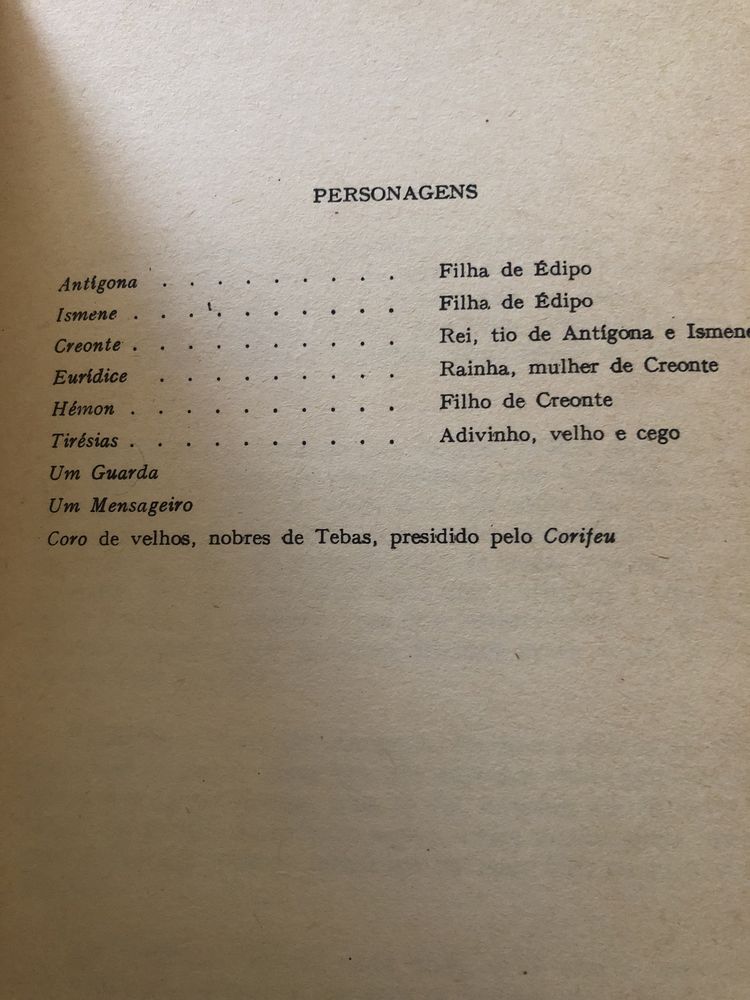 PERSONAGENS
Antígona . . . . . . . . . Filha de Édipo
Ismene . . . . . . . . . . Filha de Édipo
Creonte . . . . . . . . . . Rei, tio de Antígona e Ismene
Eurídice . . . . . . . . . Rainha, mulher de Creonte
Hémon . . . . . . . . . . Filho de Creonte
Tirésias . . . . . . . . . . Adivinho, velho e cego
Um Guarda
Um Mensageiro
Coro de velhos, nobres de Tebas, presidido pelo Corifeu